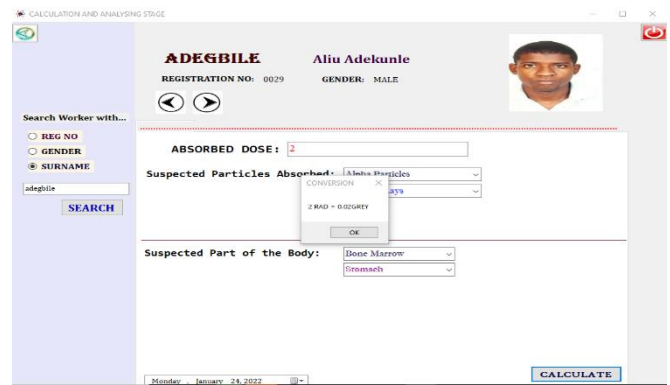 CALCULATION AND ANALYSING STAGE
ADEGBILE Aliu Adekunle
REGISTRATION NO: 0029 GENDER: MALE
Search Worker with...
REG NO
GENDER
SURNAME
adegbile
SEARCH
ABSORBED DOSE: 2
Suspected Particles Absorbed: Alpha Particles
ays
CONVERSION
2 RAD = 0.02GREY
OK
Suspected Part of the Body: Bone Marrow
Stomach
Monday , January 24, 2022
CALCULATE